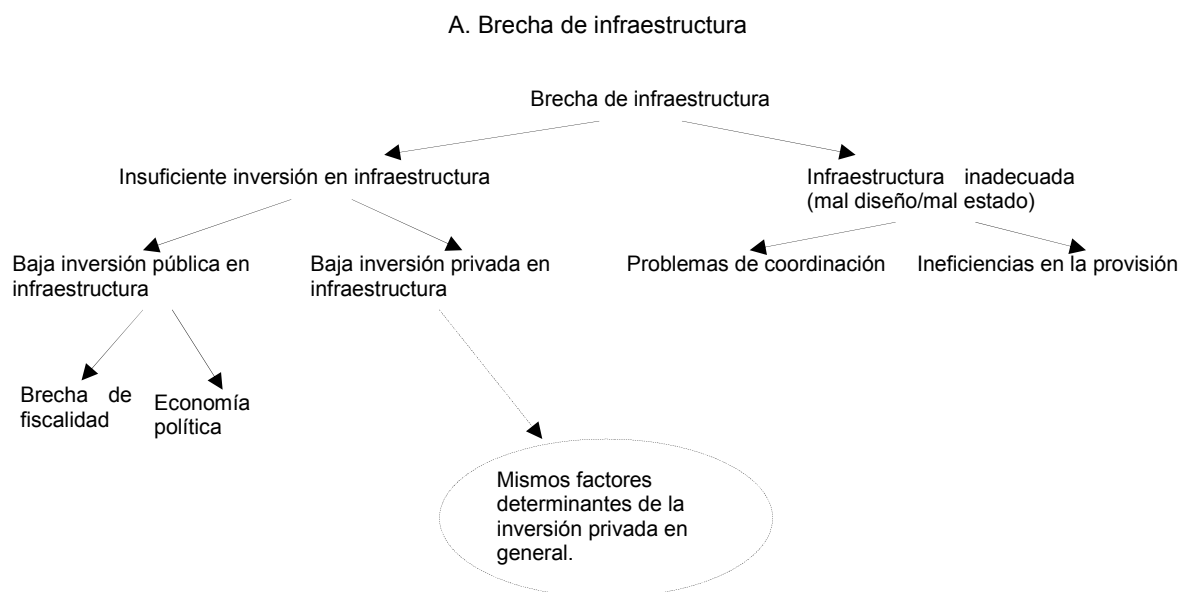 A. Brecha de infraestructura
Brecha de infraestructura
Insuficiente inversión en infraestructura
Infraestructura inadecuada
(mal diseño/mal estado)
Baja inversión pública en
infraestructura
Baja inversión privada en
infraestructura
Problemas de coordinación
Ineficiencias en la provisión
Brecha de
fiscalidad
Economía
política
Mismos factores
determinantes de la
inversión privada en
general.